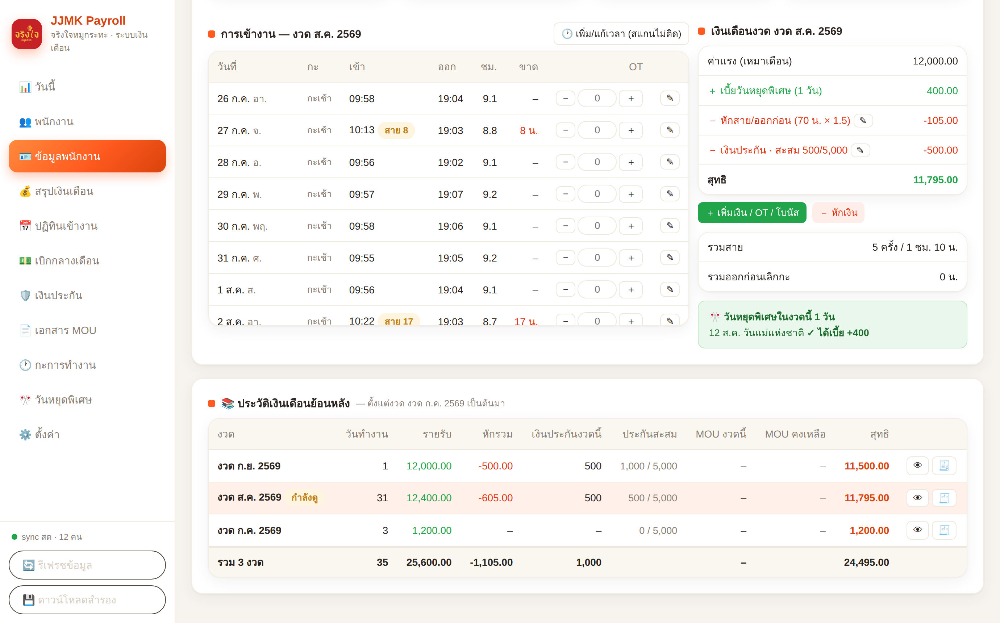 จริงใจ
หมูกระทะ
JJMK Payroll
จริงใจหมูกระทะ · ระบบเงิน
เดือน
วันนี้
พนักงาน
ข้อมูลพนักงาน
สรุปเงินเดือน
ปฏิทินเข้างาน
เบิกกลางเดือน
เงินประกัน
เอกสาร MOU
กะการทำงาน
วันหยุดพิเศษ
ตั้งค่า
sync สด · 12 คน
รีเฟรชข้อมูล
ดาวน์โหลดสำรอง
การเข้างาน — งวด ส.ค. 2569
เพิ่ม/แก้เวลา (สแกนไม่ติด)
วันที่ กะ เข้า ออก ชม. ขาด OT
26 ก.ค. อา. กะเช้า 09:58 19:04 9.1 – − 0 + ✎
27 ก.ค. จ. กะเช้า 10:13 สาย 8 19:03 8.8 8 น. − 0 + ✎
28 ก.ค. อ. กะเช้า 09:56 19:02 9.1 – − 0 + ✎
29 ก.ค. พ. กะเช้า 09:57 19:07 9.2 – − 0 + ✎
30 ก.ค. พฤ. กะเช้า 09:58 19:06 9.1 – − 0 + ✎
31 ก.ค. ศ. กะเช้า 09:55 19:05 9.2 – − 0 + ✎
1 ส.ค. ส. กะเช้า 09:56 19:04 9.1 – − 0 + ✎
2 ส.ค. อา. กะเช้า 10:22 สาย 17 19:03 8.7 17 น. − 0 + ✎
เงินเดือนงวด งวด ส.ค. 2569
ค่าแรง (เหมาเดือน) 12,000.00
+ เบี้ยวันหยุดพิเศษ (1 วัน) 400.00
− หักสาย/ออกก่อน (70 น. × 1.5) ✎ -105.00
− เงินประกัน · สะสม 500/5,000 ✎ -500.00
สุทธิ 11,795.00
+ เพิ่มเงิน / OT / โบนัส − หักเงิน
รวมสาย 5 ครั้ง / 1 ชม. 10 น.
รวมออกก่อนเลิกกะ 0 น.
วันหยุดพิเศษในงวดนี้ 1 วัน
12 ส.ค. วันแม่แห่งชาติ ✓ ได้เบี้ย +400
ประวัติเงินเดือนย้อนหลัง — ตั้งแต่งวด งวด ก.ค. 2569 เป็นต้นมา
งวด วันทำงาน รายรับ หักรวม เงินประกันงวดนี้ ประกันสะสม MOU งวดนี้ MOU คงเหลือ สุทธิ
งวด ก.ย. 2569 1 12,000.00 -500.00 500 1,000 / 5,000 – – 11,500.00
งวด ส.ค. 2569 กำลังดู 31 12,400.00 -605.00 500 500 / 5,000 – – 11,795.00
งวด ก.ค. 2569 3 1,200.00 – – 0 / 5,000 – – 1,200.00
รวม 3 งวด 35 25,600.00 -1,105.00 1,000 – 24,495.00